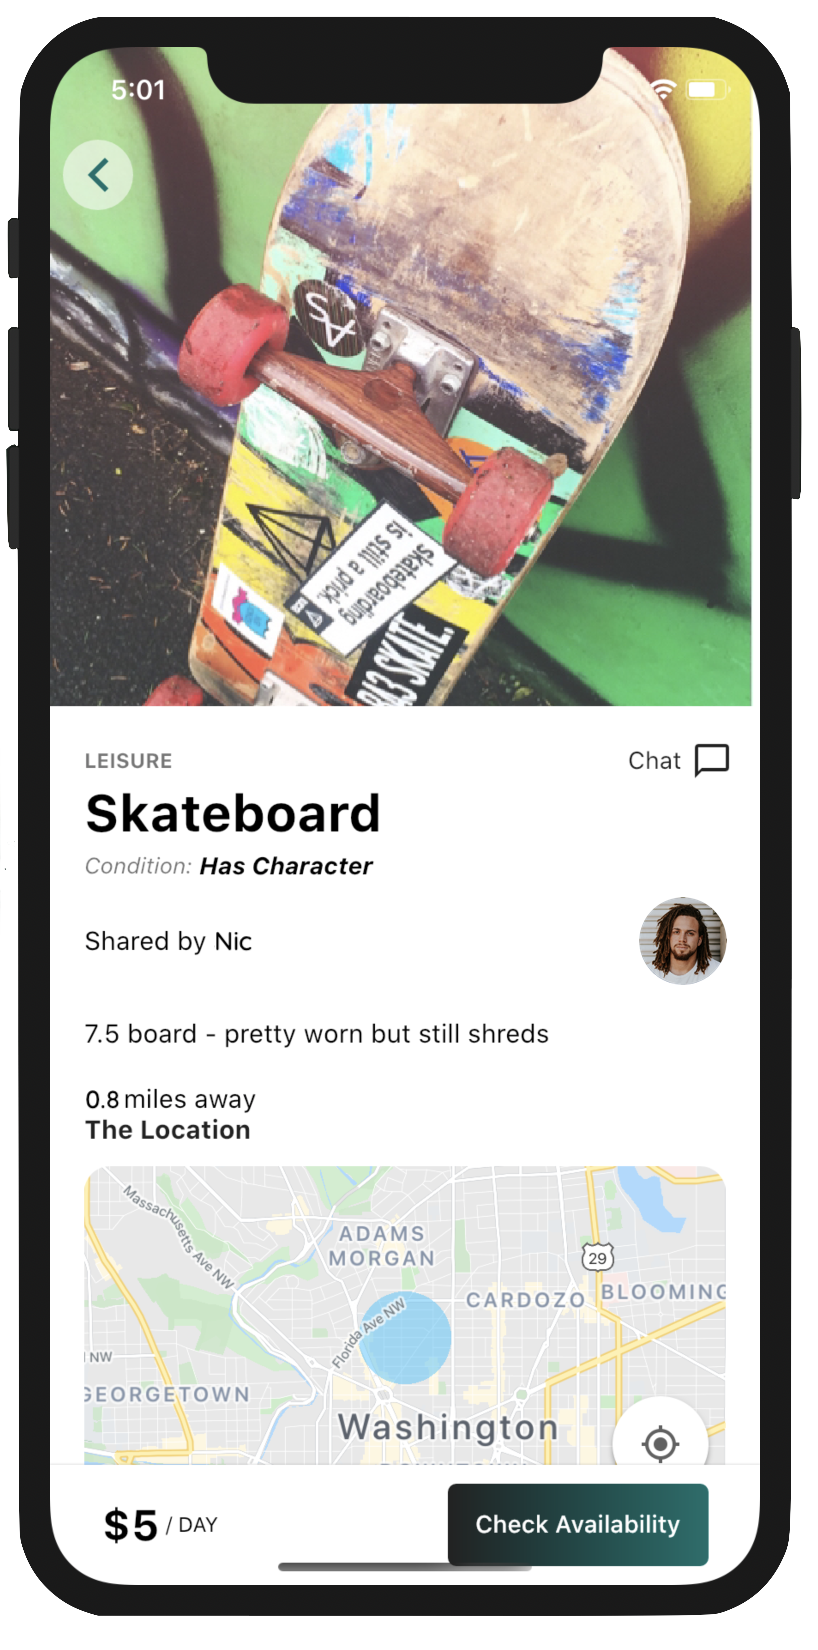 5:01
AS
skateboarding
is still a prick.
013 SKATE.
LEISURE
Chat
Skateboard
Condition: Has Character
Shared by Nic
7.5 board - pretty worn but still shreds
0.8 miles away
The Location
Massachusetts Ave NW
ADAMS
MORGAN
29
CARDOZO
BLOOMING
Florida Ave NW
NW
GEORGETOWN
Washington
$5 / DAY
Check Availability